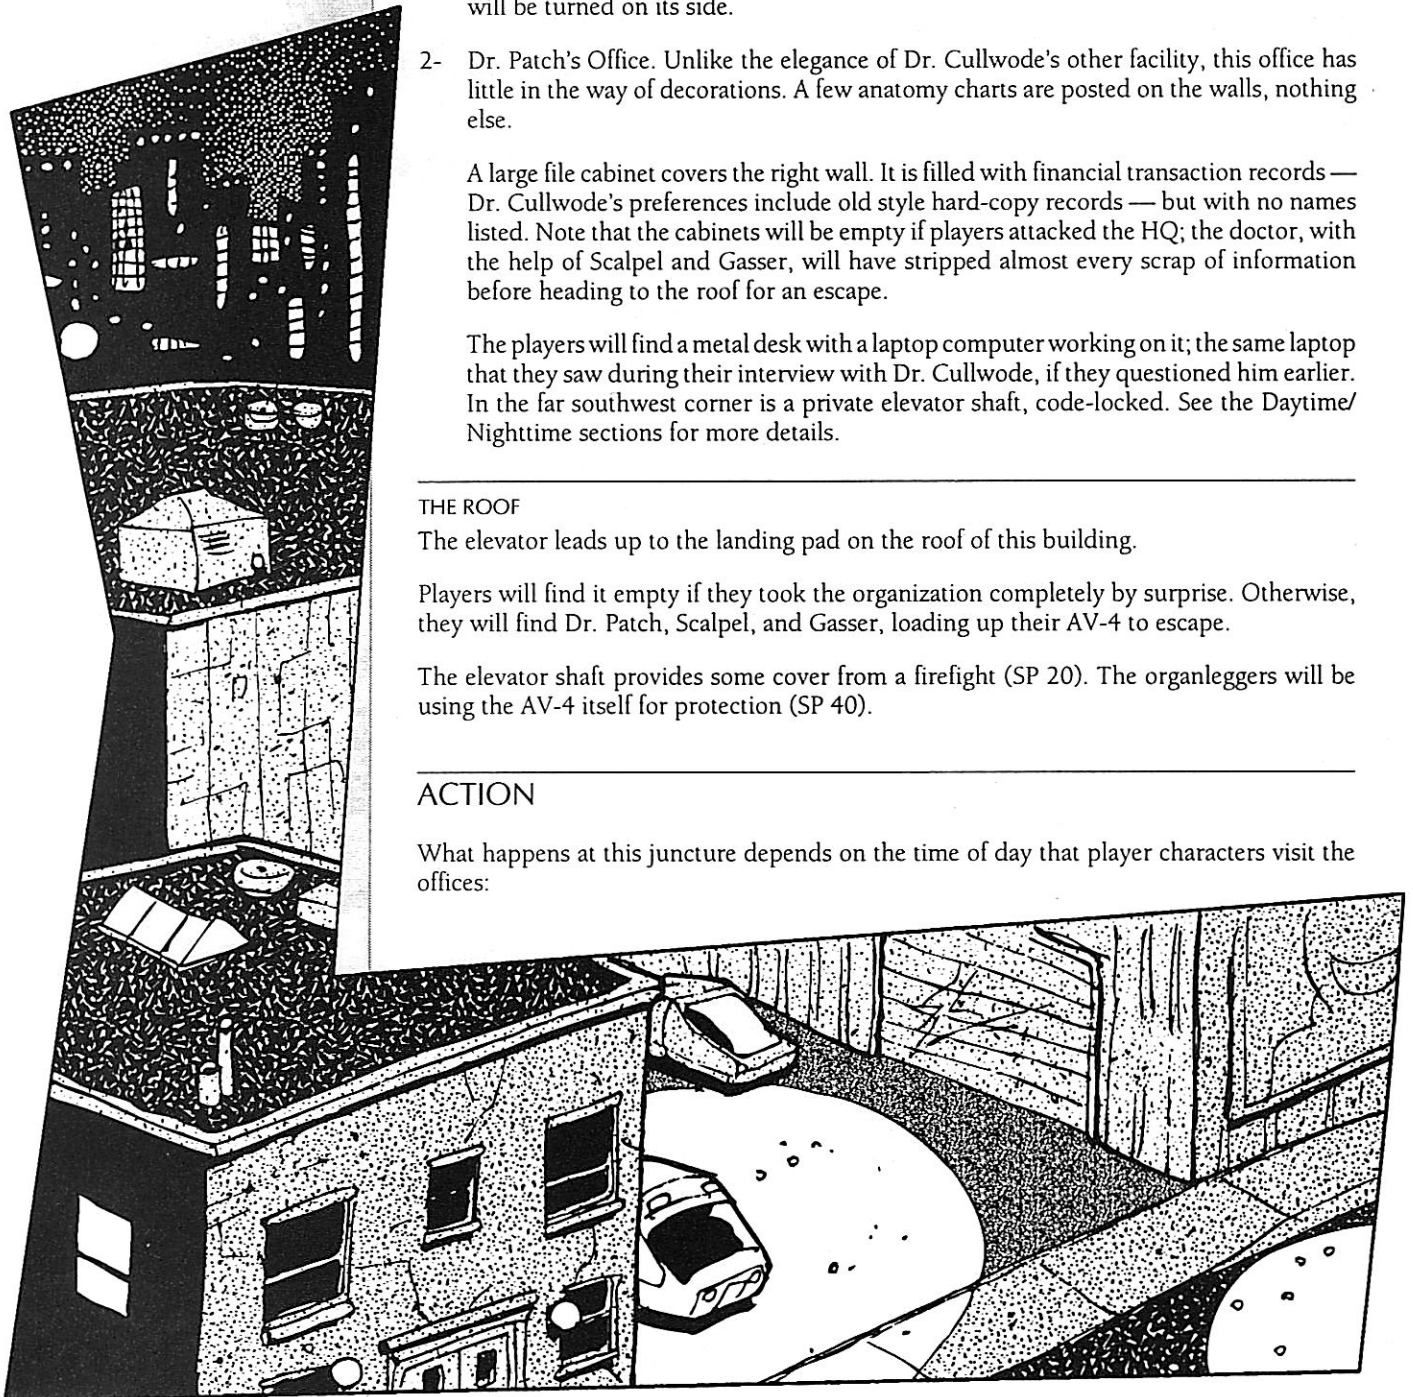 will be turned on its side.
2- Dr. Patch's Office. Unlike the elegance of Dr. Cullwode's other facility, this office has
little in the way of decorations. A few anatomy charts are posted on the walls, nothing
else.
A large file cabinet covers the right wall. It is filled with financial transaction records —
Dr. Cullwode's preferences include old style hard-copy records — but with no names
listed. Note that the cabinets will be empty if players attacked the HQ; the doctor, with
the help of Scalpel and Gasser, will have stripped almost every scrap of information
before heading to the roof for an escape.
The players will find a metal desk with a laptop computer working on it; the same laptop
that they saw during their interview with Dr. Cullwode, if they questioned him earlier.
In the far southwest corner is a private elevator shaft, code-locked. See the Daytime/
Nighttime sections for more details.
THE ROOF
The elevator leads up to the landing pad on the roof of this building.
Players will find it empty if they took the organization completely by surprise. Otherwise,
they will find Dr. Patch, Scalpel, and Gasser, loading up their AV-4 to escape.
The elevator shaft provides some cover from a firefight (SP 20). The organleggers will be
using the AV-4 itself for protection (SP 40).
ACTION
What happens at this juncture depends on the time of day that player characters visit the
offices: